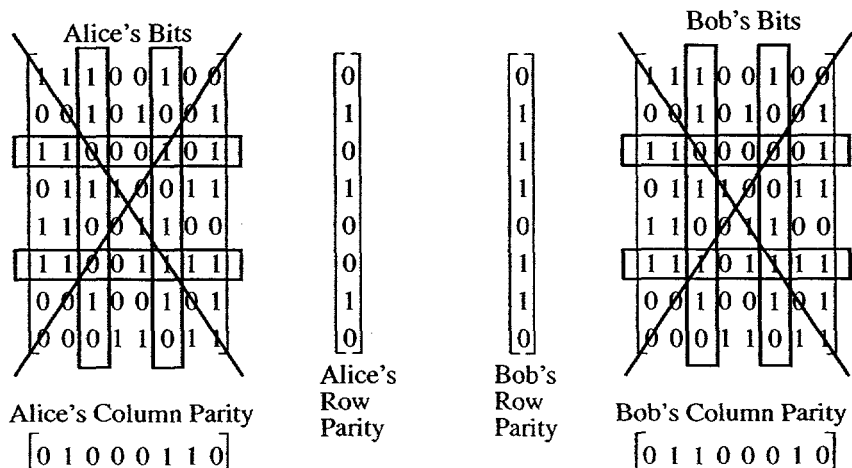 Alice's Bits
1 1 1 0 0 1 0 0
0 0 1 0 1 0 0 1
1 1 0 0 0 1 0 1
0 1 1 1 0 0 1 1
1 1 0 0 1 1 0 0
1 1 0 0 1 1 1 1
0 0 1 0 0 1 0 1
0 0 0 1 1 0 1 1
Alice's Column Parity
0 1 0 0 0 1 1 0
0
1
0
1
0
0
1
0
Alice's
Row
Parity
0
1
1
1
0
1
1
0
Bob's
Row
Parity
Bob's Bits
1 1 1 0 0 1 0 0
0 0 1 0 1 0 0 1
1 1 0 0 0 0 0 1
0 1 1 1 0 0 1 1
1 1 0 0 1 1 0 0
1 1 1 0 1 1 1 1
0 0 1 0 0 1 0 1
0 0 0 1 1 0 1 1
Bob's Column Parity
0 1 1 0 0 0 1 0